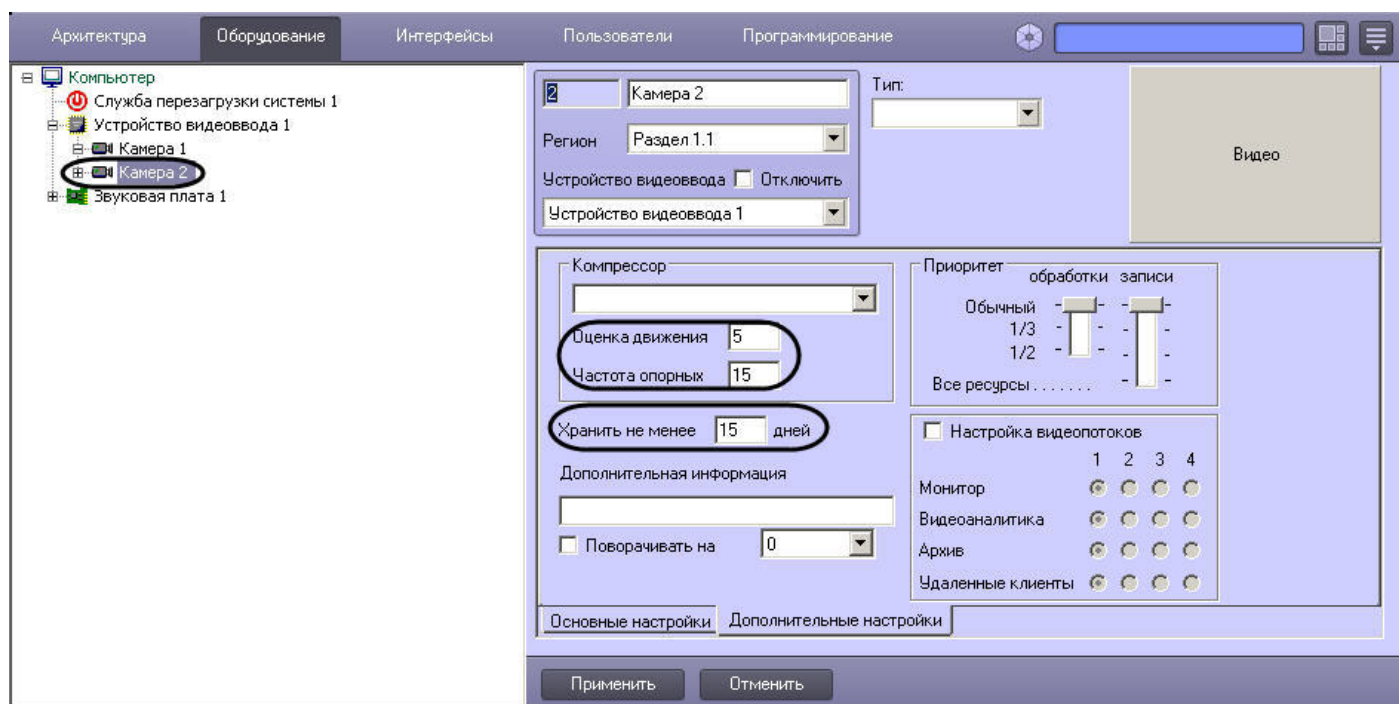 Архитектура Оборудование Интерфейсы Пользователи Программирование
Компьютер
Служба перезагрузки системы 1
Устройство видеоввода 1
Камера 1
Камера 2
Звуковая плата 1
2 Камера 2 Тип:
Регион Раздел 1.1
Устройство видеоввода Отключить
Устройство видеоввода 1
Видео
Компрессор
Оценка движения 5
Частота опорных 15
Хранить не менее 15 дней
Дополнительная информация
Поворачивать на 0
Приоритет обработки записи
Обычный
1/3
1/2
Все ресурсы . . . . . . .
Настройка видеопотоков
1 2 3 4
Монитор
Видеоаналитика
Архив
Удаленные клиенты
Основные настройки Дополнительные настройки
Применить Отменить